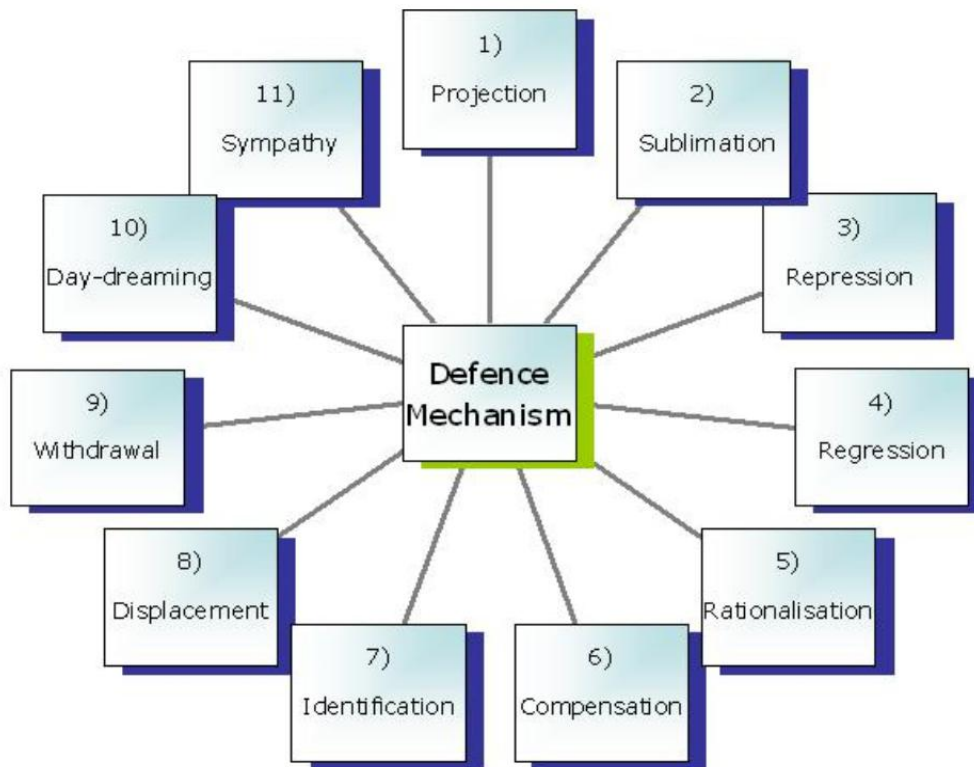 1)
Projection
2)
Sublimation
3)
Repression
4)
Regression
5)
Rationalisation
6)
Compensation
7)
Identification
8)
Displacement
9)
Withdrawal
10)
Day-dreaming
11)
Sympathy
Defence
Mechanism